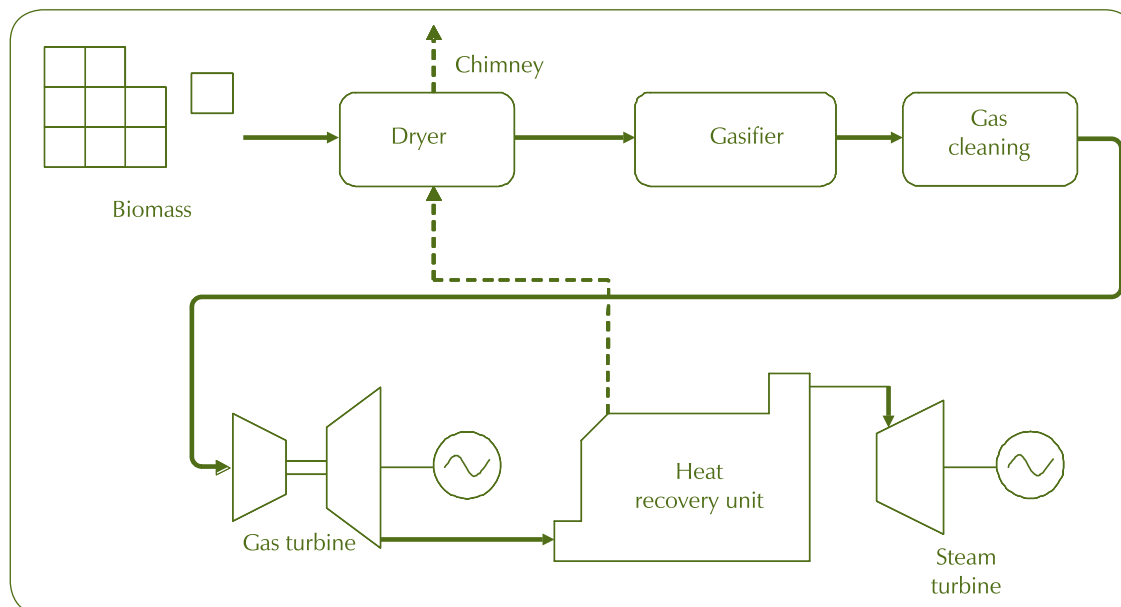 Chimney
Dryer
Gasifier
Gas
cleaning
Biomass
Heat
recovery unit
Gas turbine
Steam
turbine